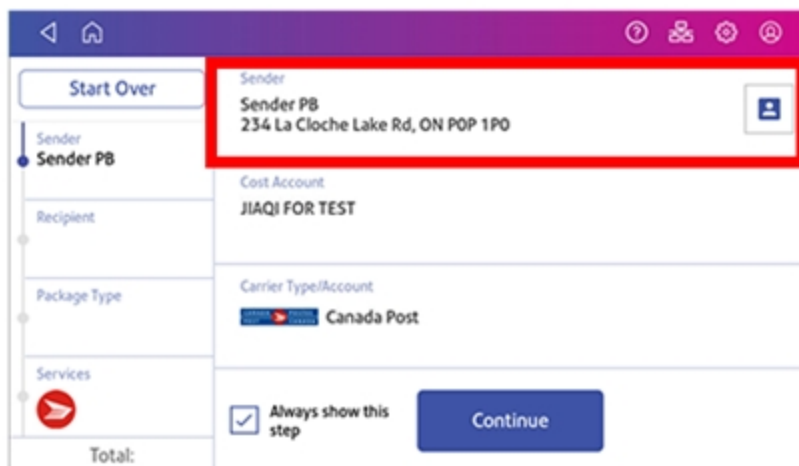 Start Over
Sender
Sender PB
Recipient
Package Type
Services
Total:
Sender
Sender PB
234 La Cloche Lake Rd, ON P0P 1P0
Cost Account
JIAQI FOR TEST
Carrier Type/Account
Canada Post
Always show this
step
Continue